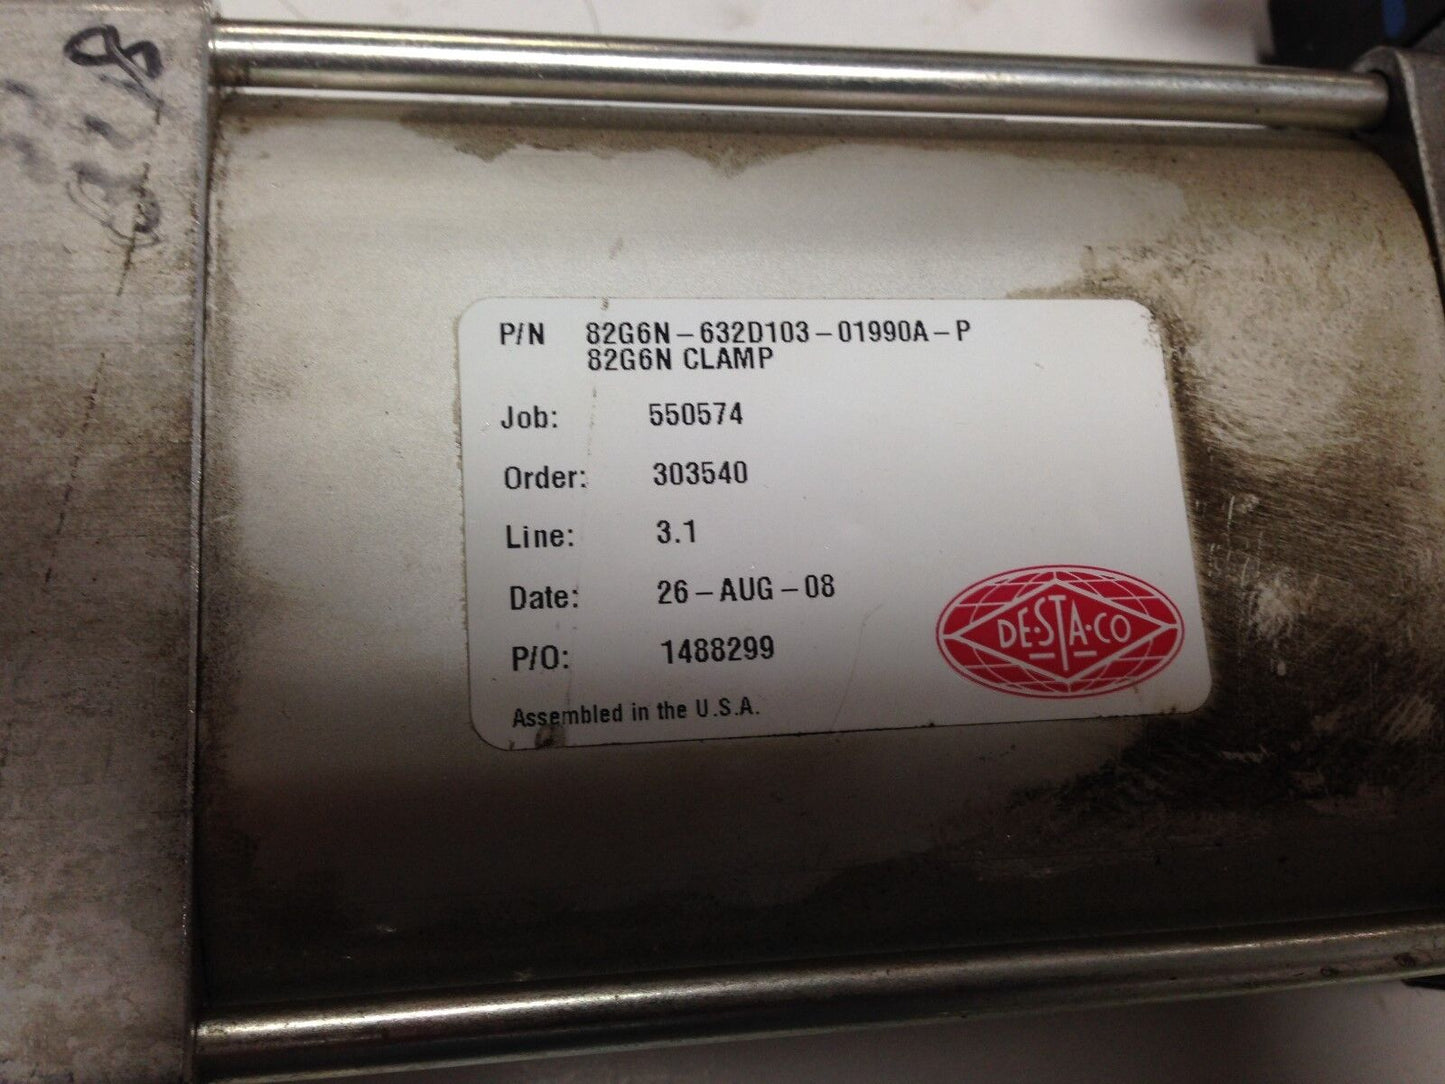 P/N 82G6N-632D103-01990A-P
82G6N CLAMP
Job: 550574
Order: 303540
Line: 3.1
Date: 26-AUG-08
P/O: 1488299
Assembled in the U.S.A.
DE·STA·CO